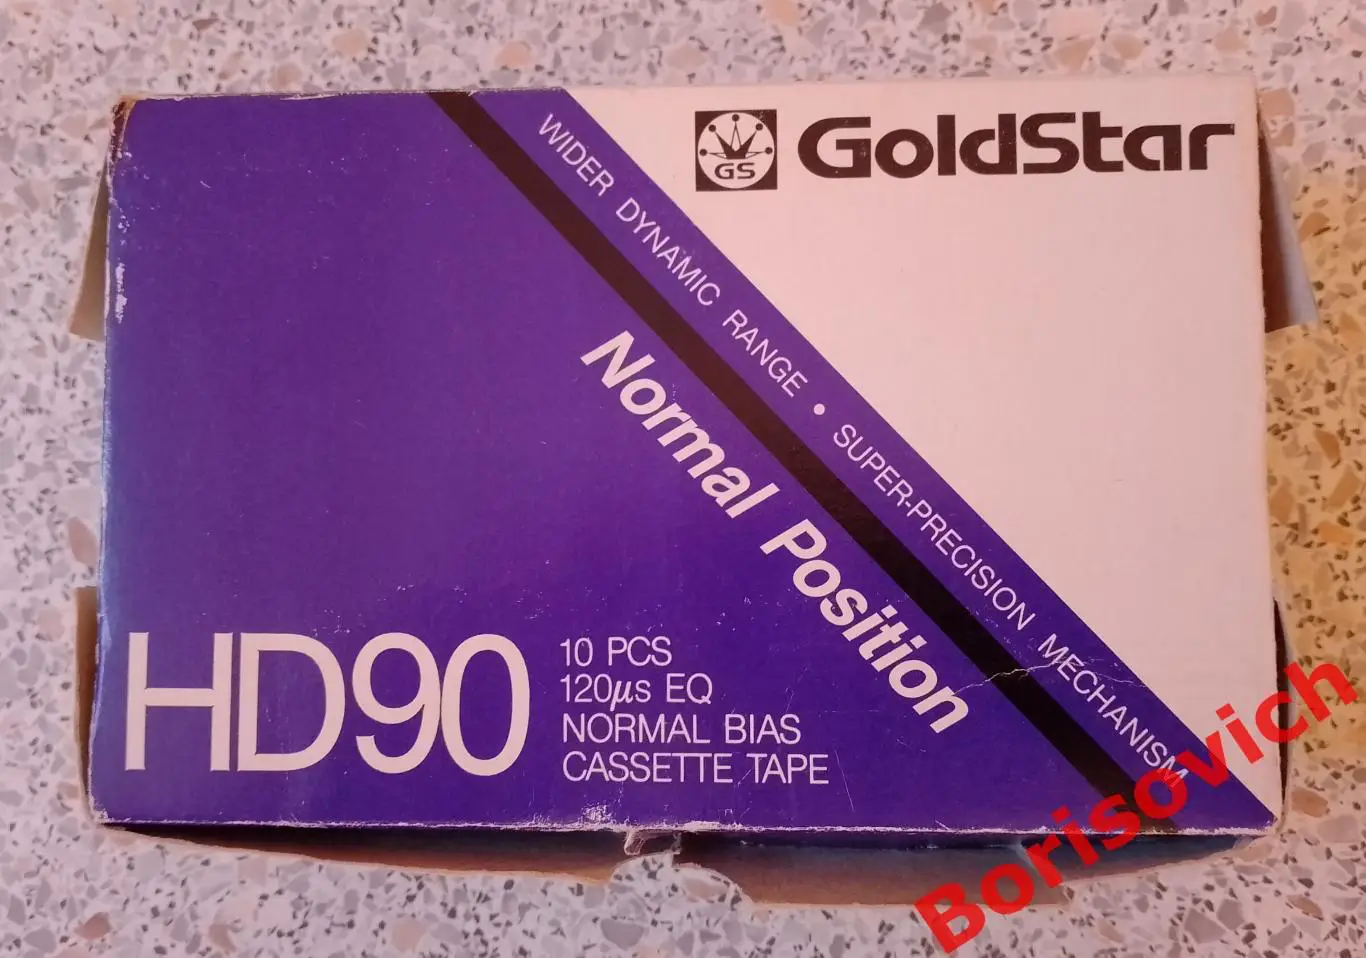 GS
GoldStar
WIDER DYNAMIC RANGE • SUPER-PRECISION MECHANISM
Normal Position
HD90
10 PCS
120µs EQ
NORMAL BIAS
CASSETTE TAPE
Borisovich